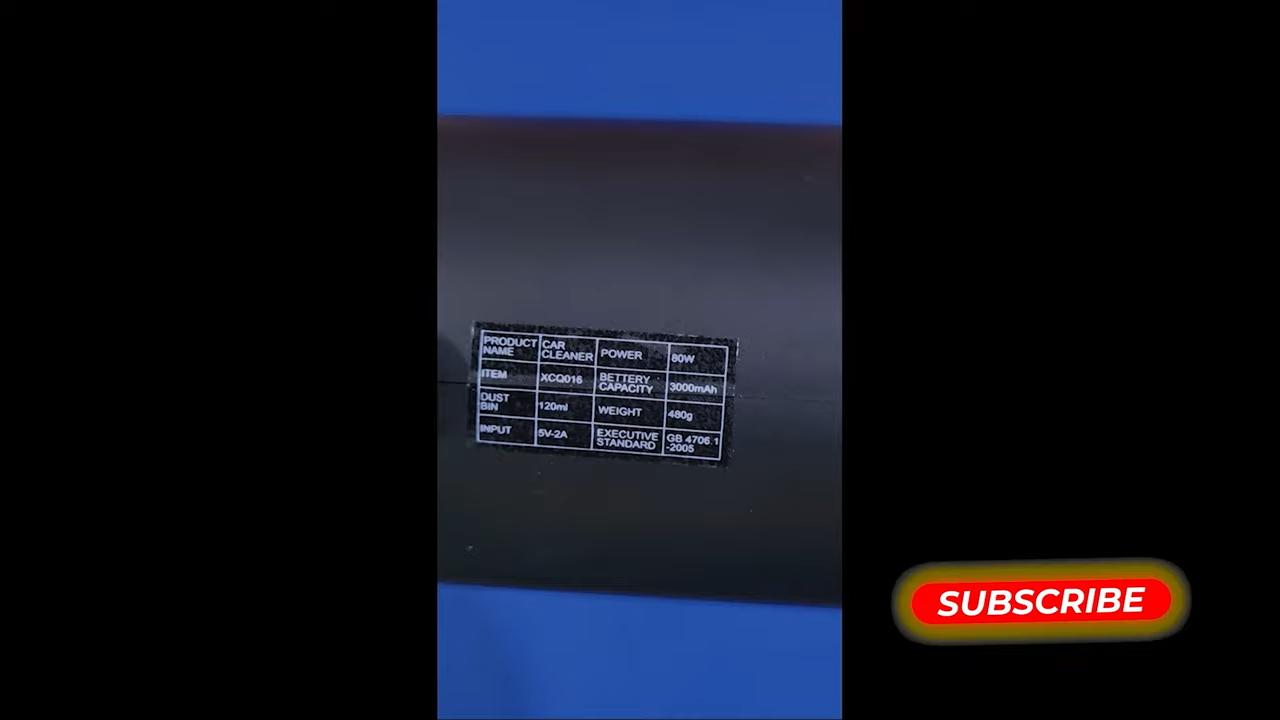 PRODUCT NAME CAR CLEANER POWER 80W
ITEM XCQ016 BETTERY CAPACITY 3000mAh
DUST BIN 120ml WEIGHT 480g
INPUT 5V-2A EXECUTIVE STANDARD GB 4706.1-2005
SUBSCRIBE